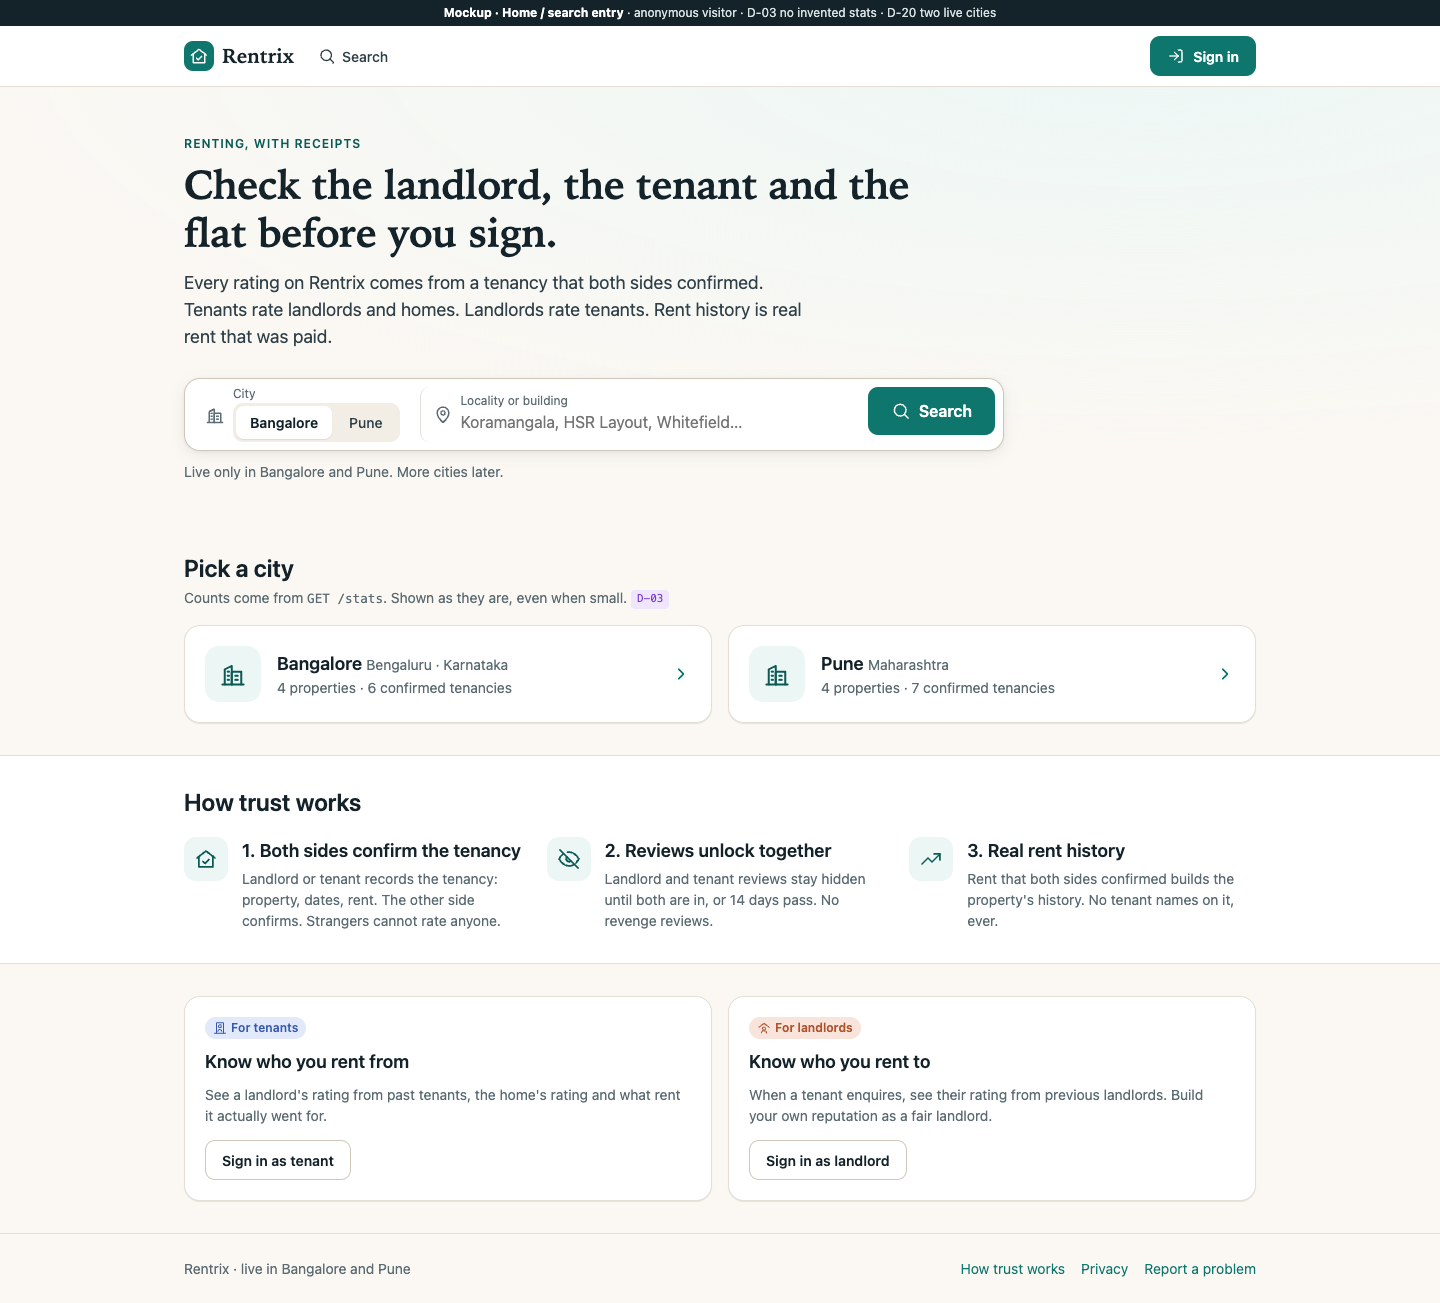 Mockup · Home / search entry · anonymous visitor · D-03 no invented stats · D-20 two live cities
Rentrix
Search
Sign in
RENTING, WITH RECEIPTS
Check the landlord, the tenant and the
flat before you sign.
Every rating on Rentrix comes from a tenancy that both sides confirmed.
Tenants rate landlords and homes. Landlords rate tenants. Rent history is real
rent that was paid.
City
Bangalore
Pune
Locality or building
Koramangala, HSR Layout, Whitefield...
Search
Live only in Bangalore and Pune. More cities later.
Pick a city
Counts come from GET /stats. Shown as they are, even when small. D-03
Bangalore Bengaluru · Karnataka
4 properties · 6 confirmed tenancies
Pune Maharashtra
4 properties · 7 confirmed tenancies
How trust works
1. Both sides confirm the tenancy
Landlord or tenant records the tenancy:
property, dates, rent. The other side
confirms. Strangers cannot rate anyone.
2. Reviews unlock together
Landlord and tenant reviews stay hidden
until both are in, or 14 days pass. No
revenge reviews.
3. Real rent history
Rent that both sides confirmed builds the
property's history. No tenant names on it,
ever.
For tenants
Know who you rent from
See a landlord's rating from past tenants, the home's rating and what rent
it actually went for.
Sign in as tenant
For landlords
Know who you rent to
When a tenant enquires, see their rating from previous landlords. Build
your own reputation as a fair landlord.
Sign in as landlord
Rentrix · live in Bangalore and Pune
How trust works
Privacy
Report a problem